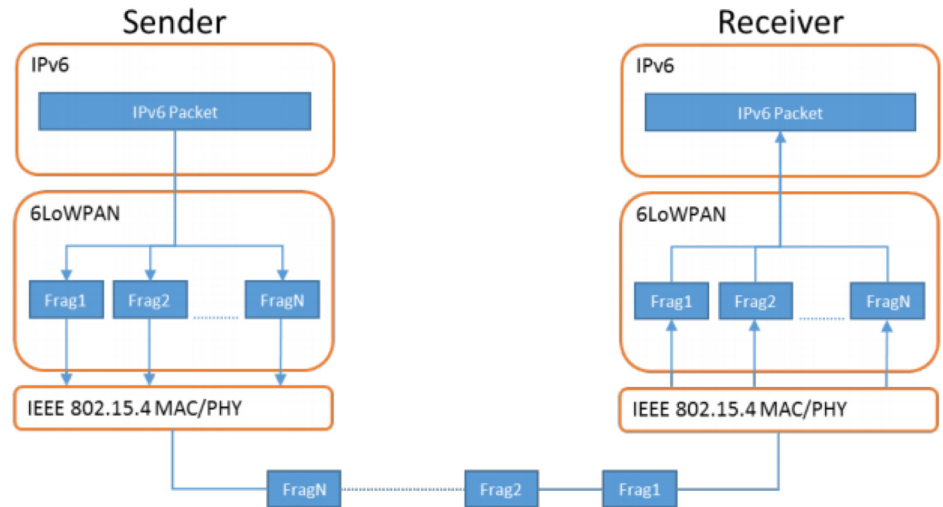 Sender
Receiver
IPv6
IPv6 Packet
IPv6
IPv6 Packet
6LoWPAN
Frag1
Frag2
FragN
6LoWPAN
Frag1
Frag2
FragN
IEEE 802.15.4 MAC/PHY
IEEE 802.15.4 MAC/PHY
FragN
Frag2
Frag1